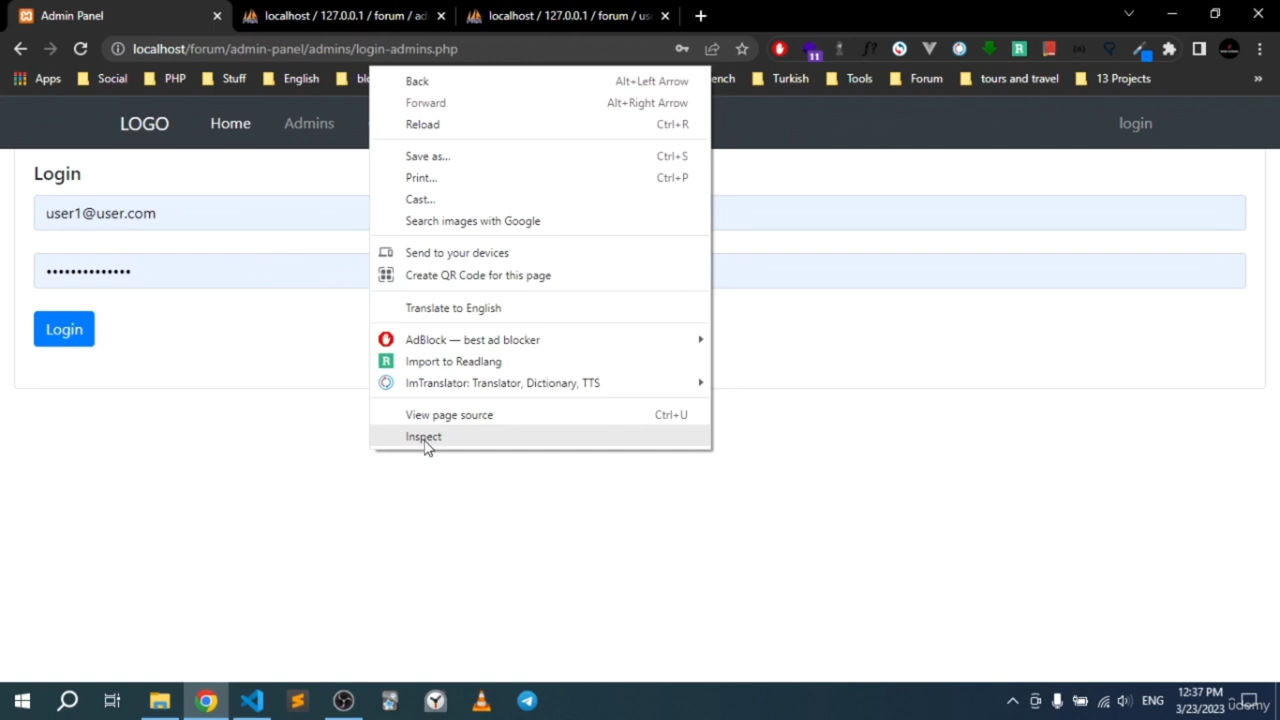 Admin Panel
localhost / 127.0.0.1 / forum / ad
localhost / 127.0.0.1 / forum / us
localhost/forum/admin-panel/admins/login-admins.php
11
Apps
Social
PHP
Stuff
English
Turkish
Tools
Forum
tours and travel
13 Projects
»
LOGO
Home
Admins
login
Back Alt+Left Arrow
Forward Alt+Right Arrow
Reload Ctrl+R
Save as... Ctrl+S
Print... Ctrl+P
Cast...
Search images with Google
Send to your devices
Create QR Code for this page
Translate to English
AdBlock — best ad blocker
Import to Readlang
ImTranslator: Translator, Dictionary, TTS
View page source Ctrl+U
Inspect
Login
user1@user.com
••••••••••••••
Login
ENG
12:37 PM
3/23/2023
udemy